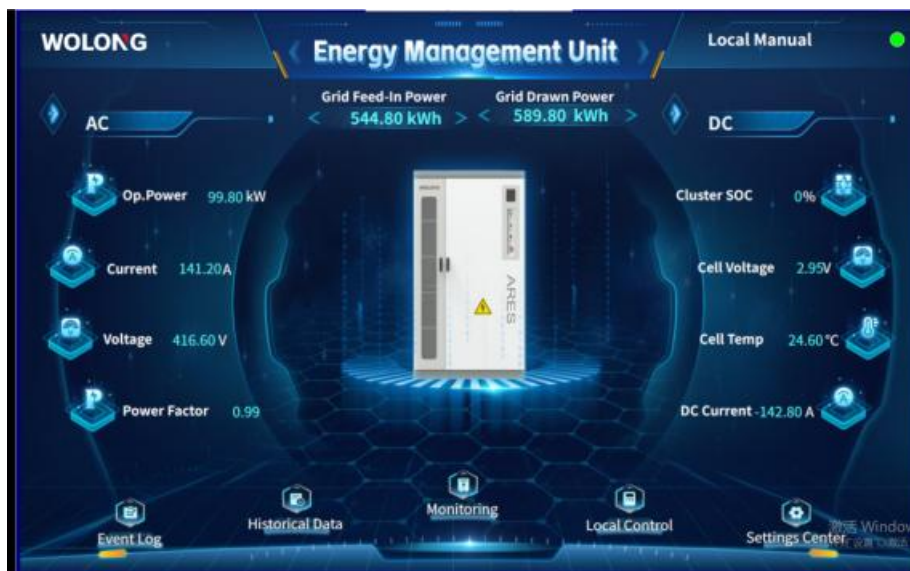 WOLONG
Energy Management Unit
Local Manual
Grid Feed-In Power
Grid Drawn Power
< 544.80 kWh >
< 589.80 kWh >
AC
DC
Op.Power 99.80 kW
Current 141.20A
Voltage 416.60 V
Power Factor 0.99
ARES
Cluster SOC 0%
Cell Voltage 2.95V
Cell Temp 24.60 °C
DC Current -142.80 A
Event Log
Historical Data
Monitoring
Local Control
Settings Center
激活 Window